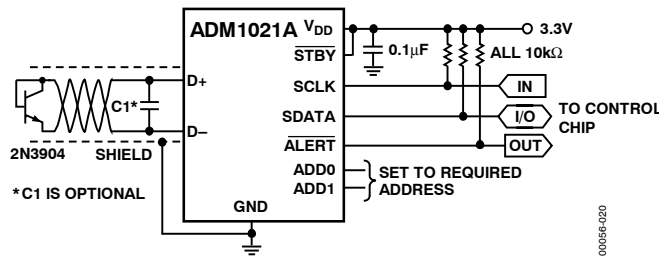 ADM1021A
VDD
3.3V
STBY
0.1μF
ALL 10kΩ
D+
C1*
SCLK
IN
SDATA
I/O
TO CONTROL
CHIP
D–
2N3904
SHIELD
ALERT
OUT
ADD0
ADD1
SET TO REQUIRED
ADDRESS
*C1 IS OPTIONAL
GND
00056-020